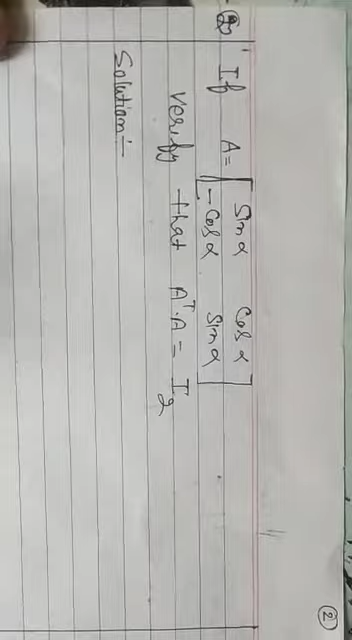 ②
Q.
If A = [ Sin α Cos α
- Cos α Sin α ]
verify that Aᵀ.A = I₂
Solution:-